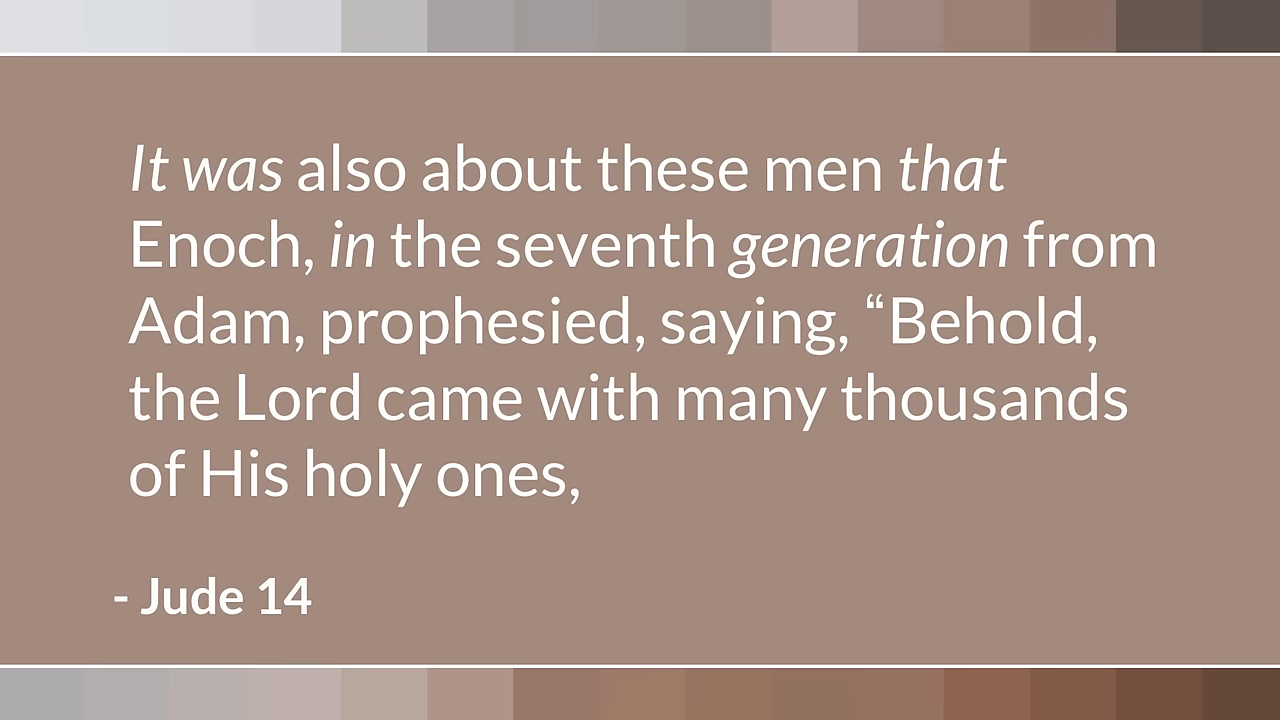 It was also about these men that
Enoch, in the seventh generation from
Adam, prophesied, saying, “Behold,
the Lord came with many thousands
of His holy ones,
- Jude 14